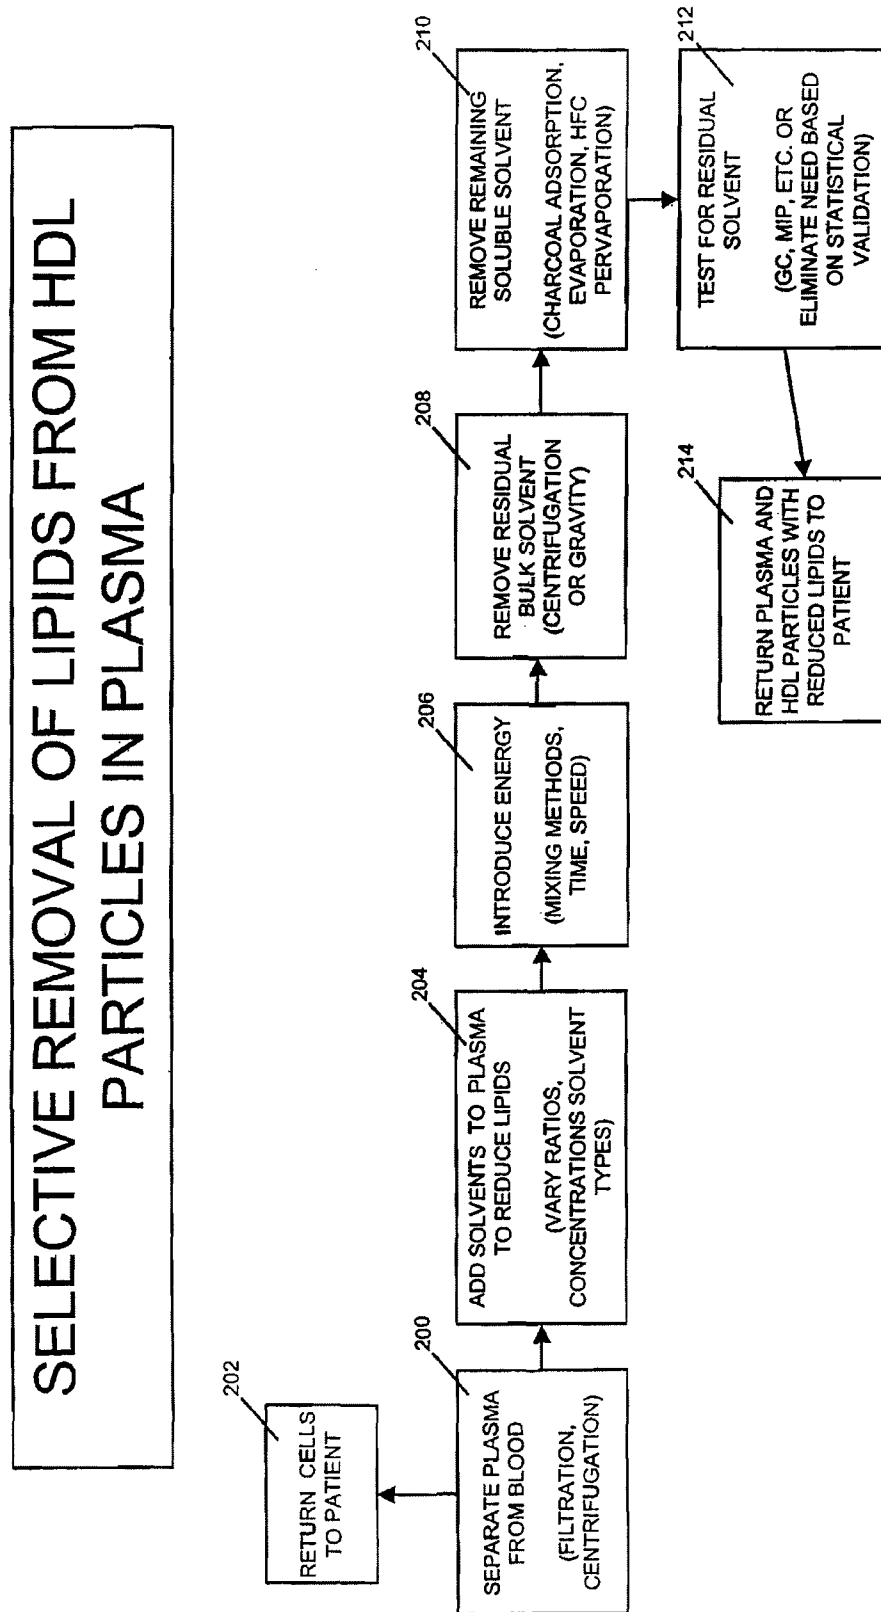 SELECTIVE REMOVAL OF LIPIDS FROM HDL
PARTICLES IN PLASMA
202
RETURN CELLS
TO PATIENT
200
SEPARATE PLASMA
FROM BLOOD
(FILTRATION,
CENTRIFUGATION)
204
ADD SOLVENTS TO PLASMA
TO REDUCE LIPIDS
(VARY RATIOS,
CONCENTRATIONS SOLVENT
TYPES)
206
INTRODUCE ENERGY
(MIXING METHODS,
TIME, SPEED)
208
REMOVE RESIDUAL
BULK SOLVENT
(CENTRIFUGATION
OR GRAVITY)
210
REMOVE REMAINING
SOLUBLE SOLVENT
(CHARCOAL ADSORPTION,
EVAPORATION, HFC
PERVAPORATION)
212
TEST FOR RESIDUAL
SOLVENT
(GC, MIP, ETC. OR
ELIMINATE NEED BASED
ON STATISTICAL
VALIDATION)
214
RETURN PLASMA AND
HDL PARTICLES WITH
REDUCED LIPIDS TO
PATIENT